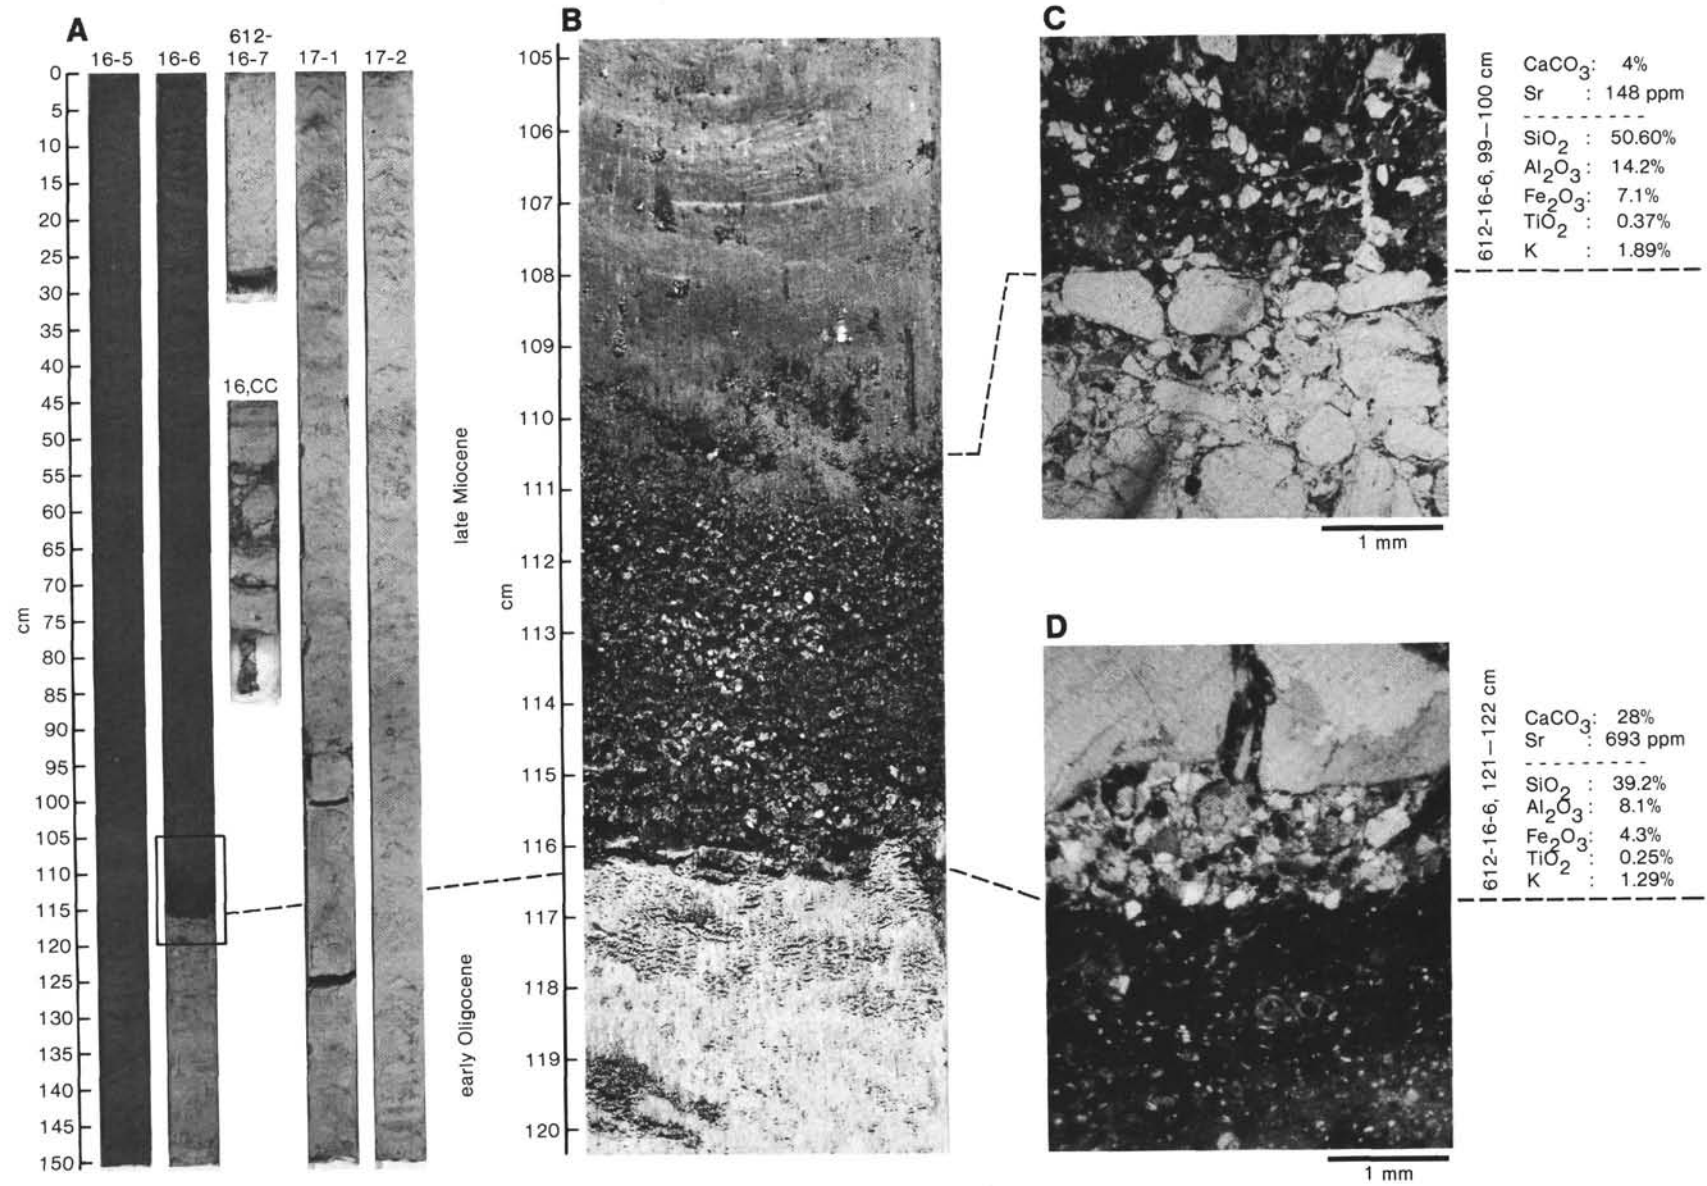 A
16-5
16-6
612-
16-7
17-1
17-2
0
5
10
15
20
25
30
35
40
45
50
55
60
65
70
75
80
85
90
95
100
105
110
115
120
125
130
135
140
145
150
cm
16,CC
late Miocene
early Oligocene
B
105
106
107
108
109
110
111
112
113
114
115
116
117
118
119
120
cm
C
1 mm
612-16-6, 99—100 cm
CaCO3: 4%
Sr : 148 ppm
SiO2 : 50.60%
Al2O3: 14.2%
Fe2O3: 7.1%
TiO2 : 0.37%
K : 1.89%
D
1 mm
612-16-6, 121—122 cm
CaCO3: 28%
Sr : 693 ppm
SiO2 : 39.2%
Al2O3 : 8.1%
Fe2O3 : 4.3%
TiO2 : 0.25%
K : 1.29%